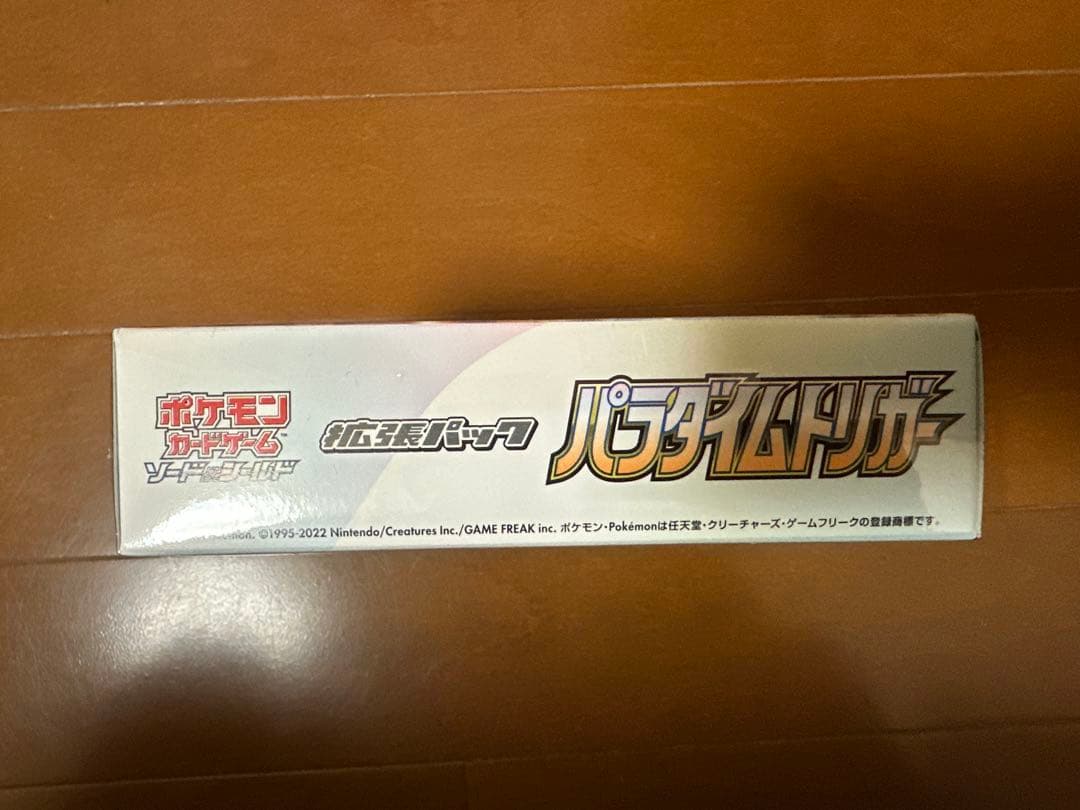 ポケモン
カードゲーム™
ソード&シールド
拡張パック
パラダイムトリガー
©1995-2022 Nintendo/Creatures Inc./GAME FREAK inc. ポケモン・Pokémonは任天堂・クリーチャーズ・ゲームフリークの登録商標です。